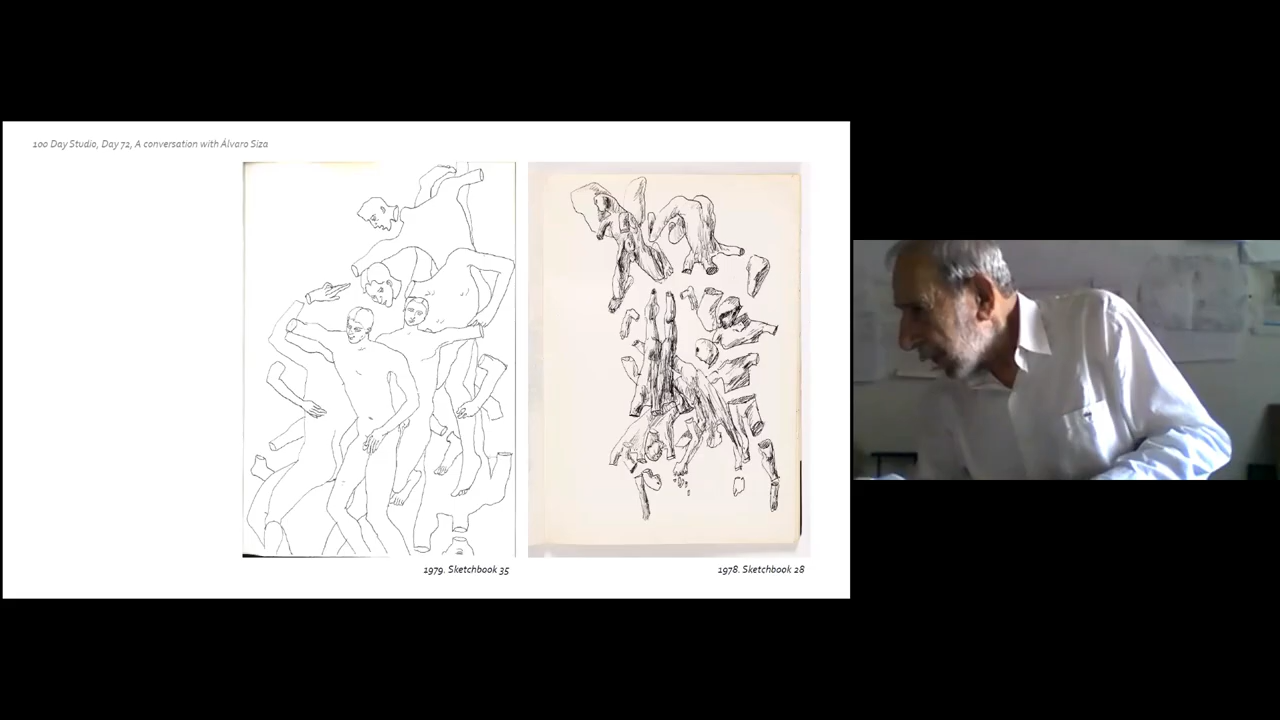 100 Day Studio, Day 72, A conversation with Álvaro Siza
1979. Sketchbook 35
1978. Sketchbook 28